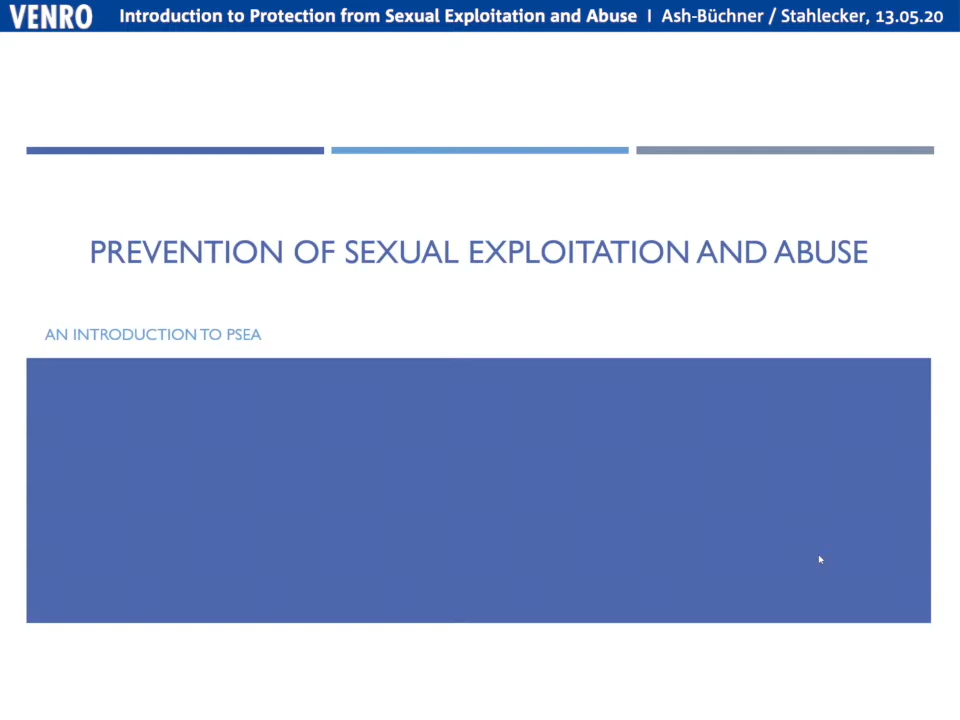 VENRO Introduction to Protection from Sexual Exploitation and Abuse I Ash-Büchner / Stahlecker, 13.05.20
PREVENTION OF SEXUAL EXPLOITATION AND ABUSE
AN INTRODUCTION TO PSEA